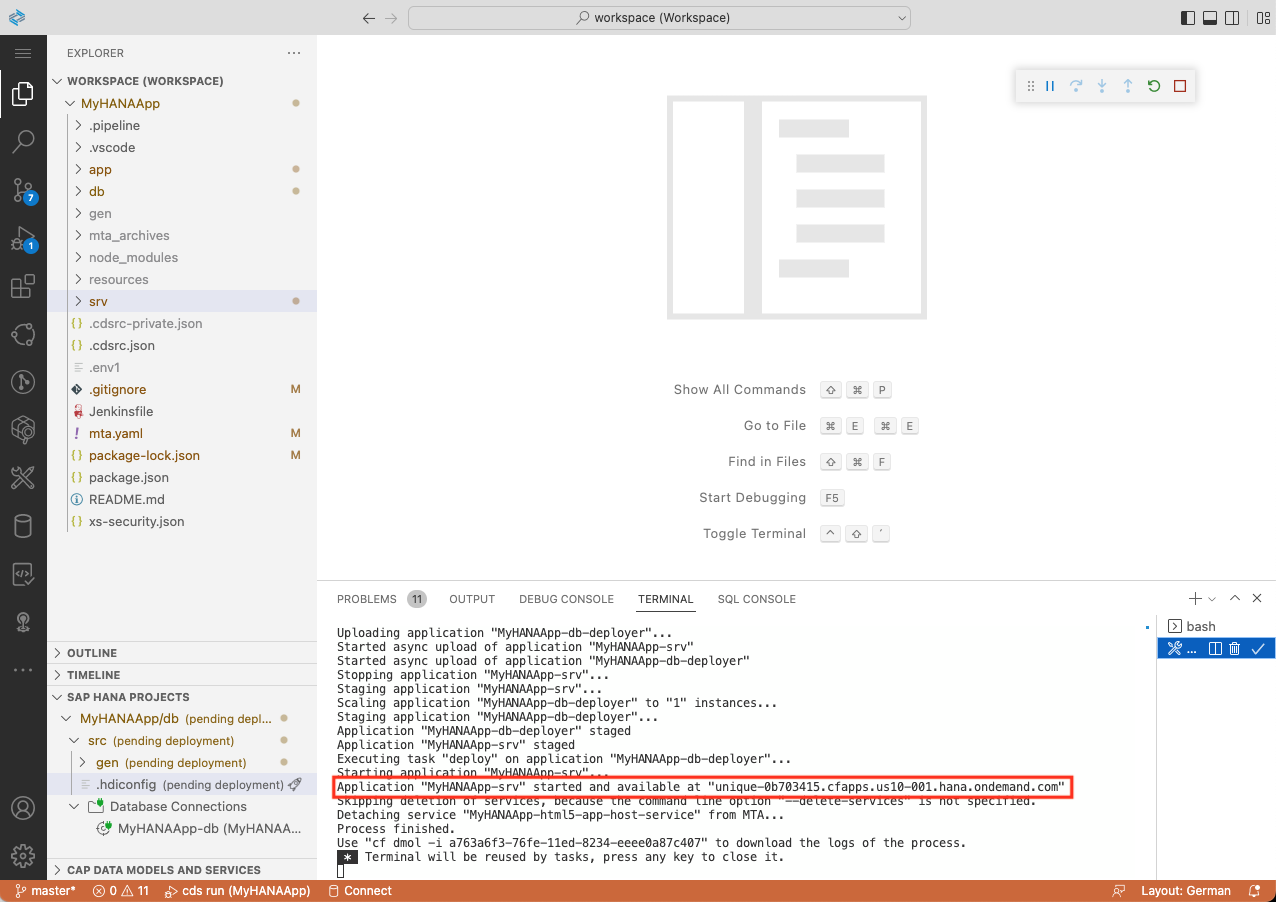 workspace (Workspace)
EXPLORER
WORKSPACE (WORKSPACE)
MyHANAApp
.pipeline
.vscode
app
db
gen
mta_archives
node_modules
resources
srv
.cdsrc-private.json
.cdsrc.json
.env1
.gitignore M
Jenkinsfile
mta.yaml M
package-lock.json M
package.json
README.md
xs-security.json
7
1
OUTLINE
TIMELINE
SAP HANA PROJECTS
MyHANAApp/db (pending depl...
src (pending deployment)
gen (pending deployment)
.hdiconfig (pending deployment)
Database Connections
MyHANAApp-db (MyHANAA...
CAP DATA MODELS AND SERVICES
Show All Commands ⇧ ⌘ P
Go to File ⌘ E ⌘ E
Find in Files ⇧ ⌘ F
Start Debugging F5
Toggle Terminal ^ ⇧ ´
PROBLEMS 11 OUTPUT DEBUG CONSOLE TERMINAL SQL CONSOLE
Uploading application "MyHANAApp-db-deployer"...
Started async upload of application "MyHANAApp-srv"
Started async upload of application "MyHANAApp-db-deployer"
Stopping application "MyHANAApp-srv"...
Staging application "MyHANAApp-srv"...
Scaling application "MyHANAApp-db-deployer" to "1" instances...
Staging application "MyHANAApp-db-deployer"...
Application "MyHANAApp-db-deployer" staged
Application "MyHANAApp-srv" staged
Executing task "deploy" on application "MyHANAApp-db-deployer"...
Starting application "MyHANAApp-srv"...
Application "MyHANAApp-srv" started and available at "unique-0b703415.cfapps.us10-001.hana.ondemand.com"
Skipping deletion of services, because the command line option "--delete-services" is not specified.
Detaching service "MyHANAApp-html5-app-host-service" from MTA...
Process finished.
Use "cf dmol -i a763a6f3-76fe-11ed-8234-eeee0a87c407" to download the logs of the process.
* Terminal will be reused by tasks, press any key to close it.
bash
...
master* 0 11 cds run (MyHANAApp) Connect Layout: German